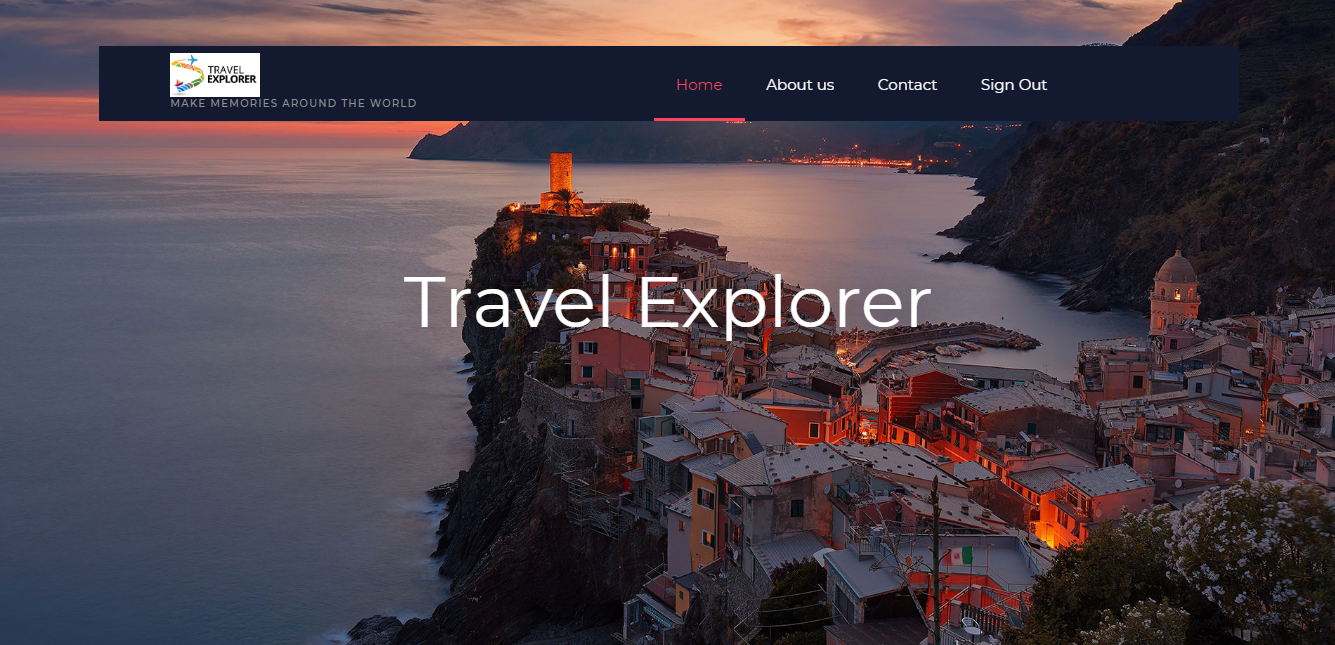 TRAVEL
EXPLORER
MAKE MEMORIES AROUND THE WORLD
Home
About us
Contact
Sign Out
Travel Explorer